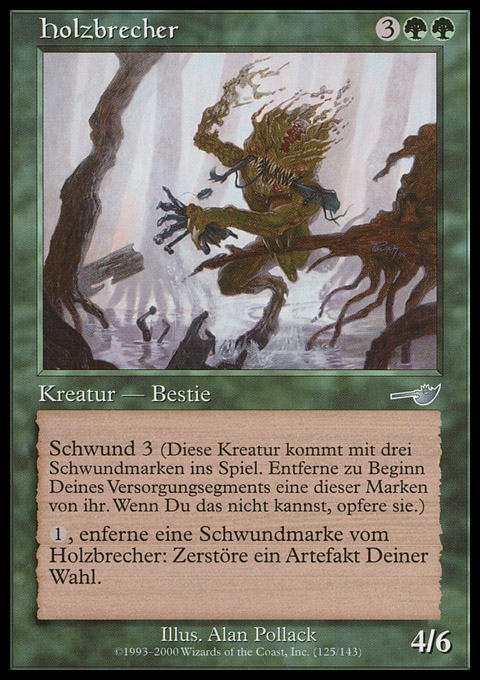 Holzbrecher 3
Kreatur — Bestie
Schwund 3 (Diese Kreatur kommt mit drei
Schwundmarken ins Spiel. Entferne zu Beginn
Deines Versorgungsegments eine dieser Marken
von ihr. Wenn Du das nicht kannst, opfere sie.)
1, enferne eine Schwundmarke vom
Holzbrecher: Zerstöre ein Artefakt Deiner
Wahl.
Illus. Alan Pollack
©1993–2000 Wizards of the Coast, Inc. (125/143)
4/6